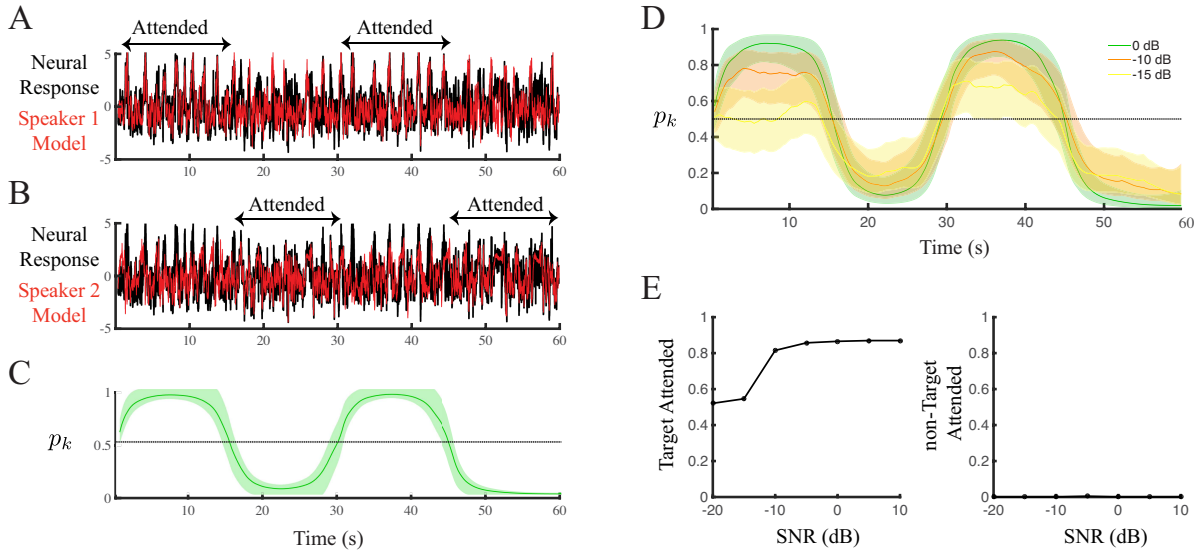 A
Attended
Attended
Neural
Response
Speaker 1
Model
5
0
-5
10
20
30
40
50
60
B
Attended
Attended
Neural
Response
Speaker 2
Model
5
0
-5
10
20
30
40
50
60
C
p_k
1
0.5
0
10
20
30
40
50
60
Time (s)
D
0 dB
-10 dB
-15 dB
p_k
1
0.8
0.6
0.4
0.2
0
10
20
30
40
50
60
Time (s)
E
Target Attended
1
0.8
0.6
0.4
0.2
0
-20
-10
0
10
SNR (dB)
non-Target
Attended
1
0.8
0.6
0.4
0.2
0
-20
-10
0
10
SNR (dB)